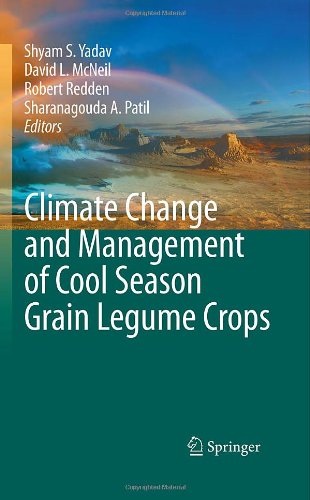 Shyam S. Yadav
David L. McNeil
Robert Redden
Sharanagouda A. Patil
Editors
Climate Change
and Management
of Cool Season
Grain Legume Crops
Springer